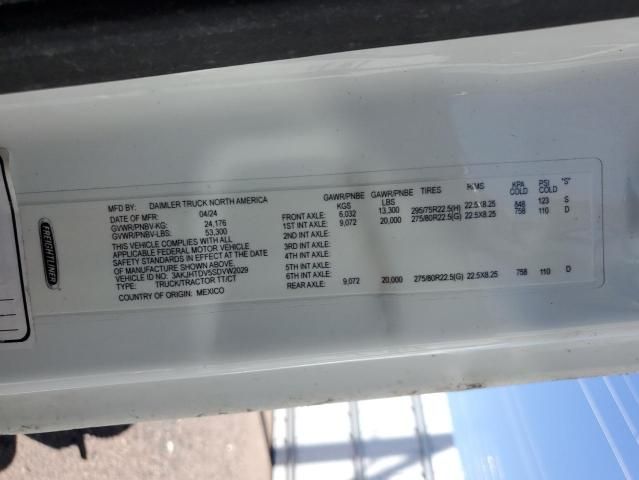 FREIGHTLINER
MFD BY: DAIMLER TRUCK NORTH AMERICA
DATE OF MFR: 04/24
GVWR/PNBV-KG: 24,176
GVWR/PNBV-LBS: 53,300
THIS VEHICLE COMPLIES WITH ALL
APPLICABLE FEDERAL MOTOR VEHICLE
SAFETY STANDARDS IN EFFECT AT THE DATE
OF MANUFACTURE SHOWN ABOVE.
VEHICLE ID NO.: 3AKJHTDV5SDVW2029
TYPE: TRUCK/TRACTOR TT/CT
COUNTRY OF ORIGIN: MEXICO
GAWR/PNBE KGS GAWR/PNBE LBS TIRES RIMS KPA COLD PSI COLD "S"
FRONT AXLE: 6,032 13,300 295/75R22.5(H) 22.5X8.25 848 123 S
1ST INT AXLE: 9,072 20,000 275/80R22.5(G) 22.5X8.25 758 110 D
2ND INT AXLE:
3RD INT AXLE:
4TH INT AXLE:
5TH INT AXLE:
6TH INT AXLE:
REAR AXLE: 9,072 20,000 275/80R22.5(G) 22.5X8.25 758 110 D